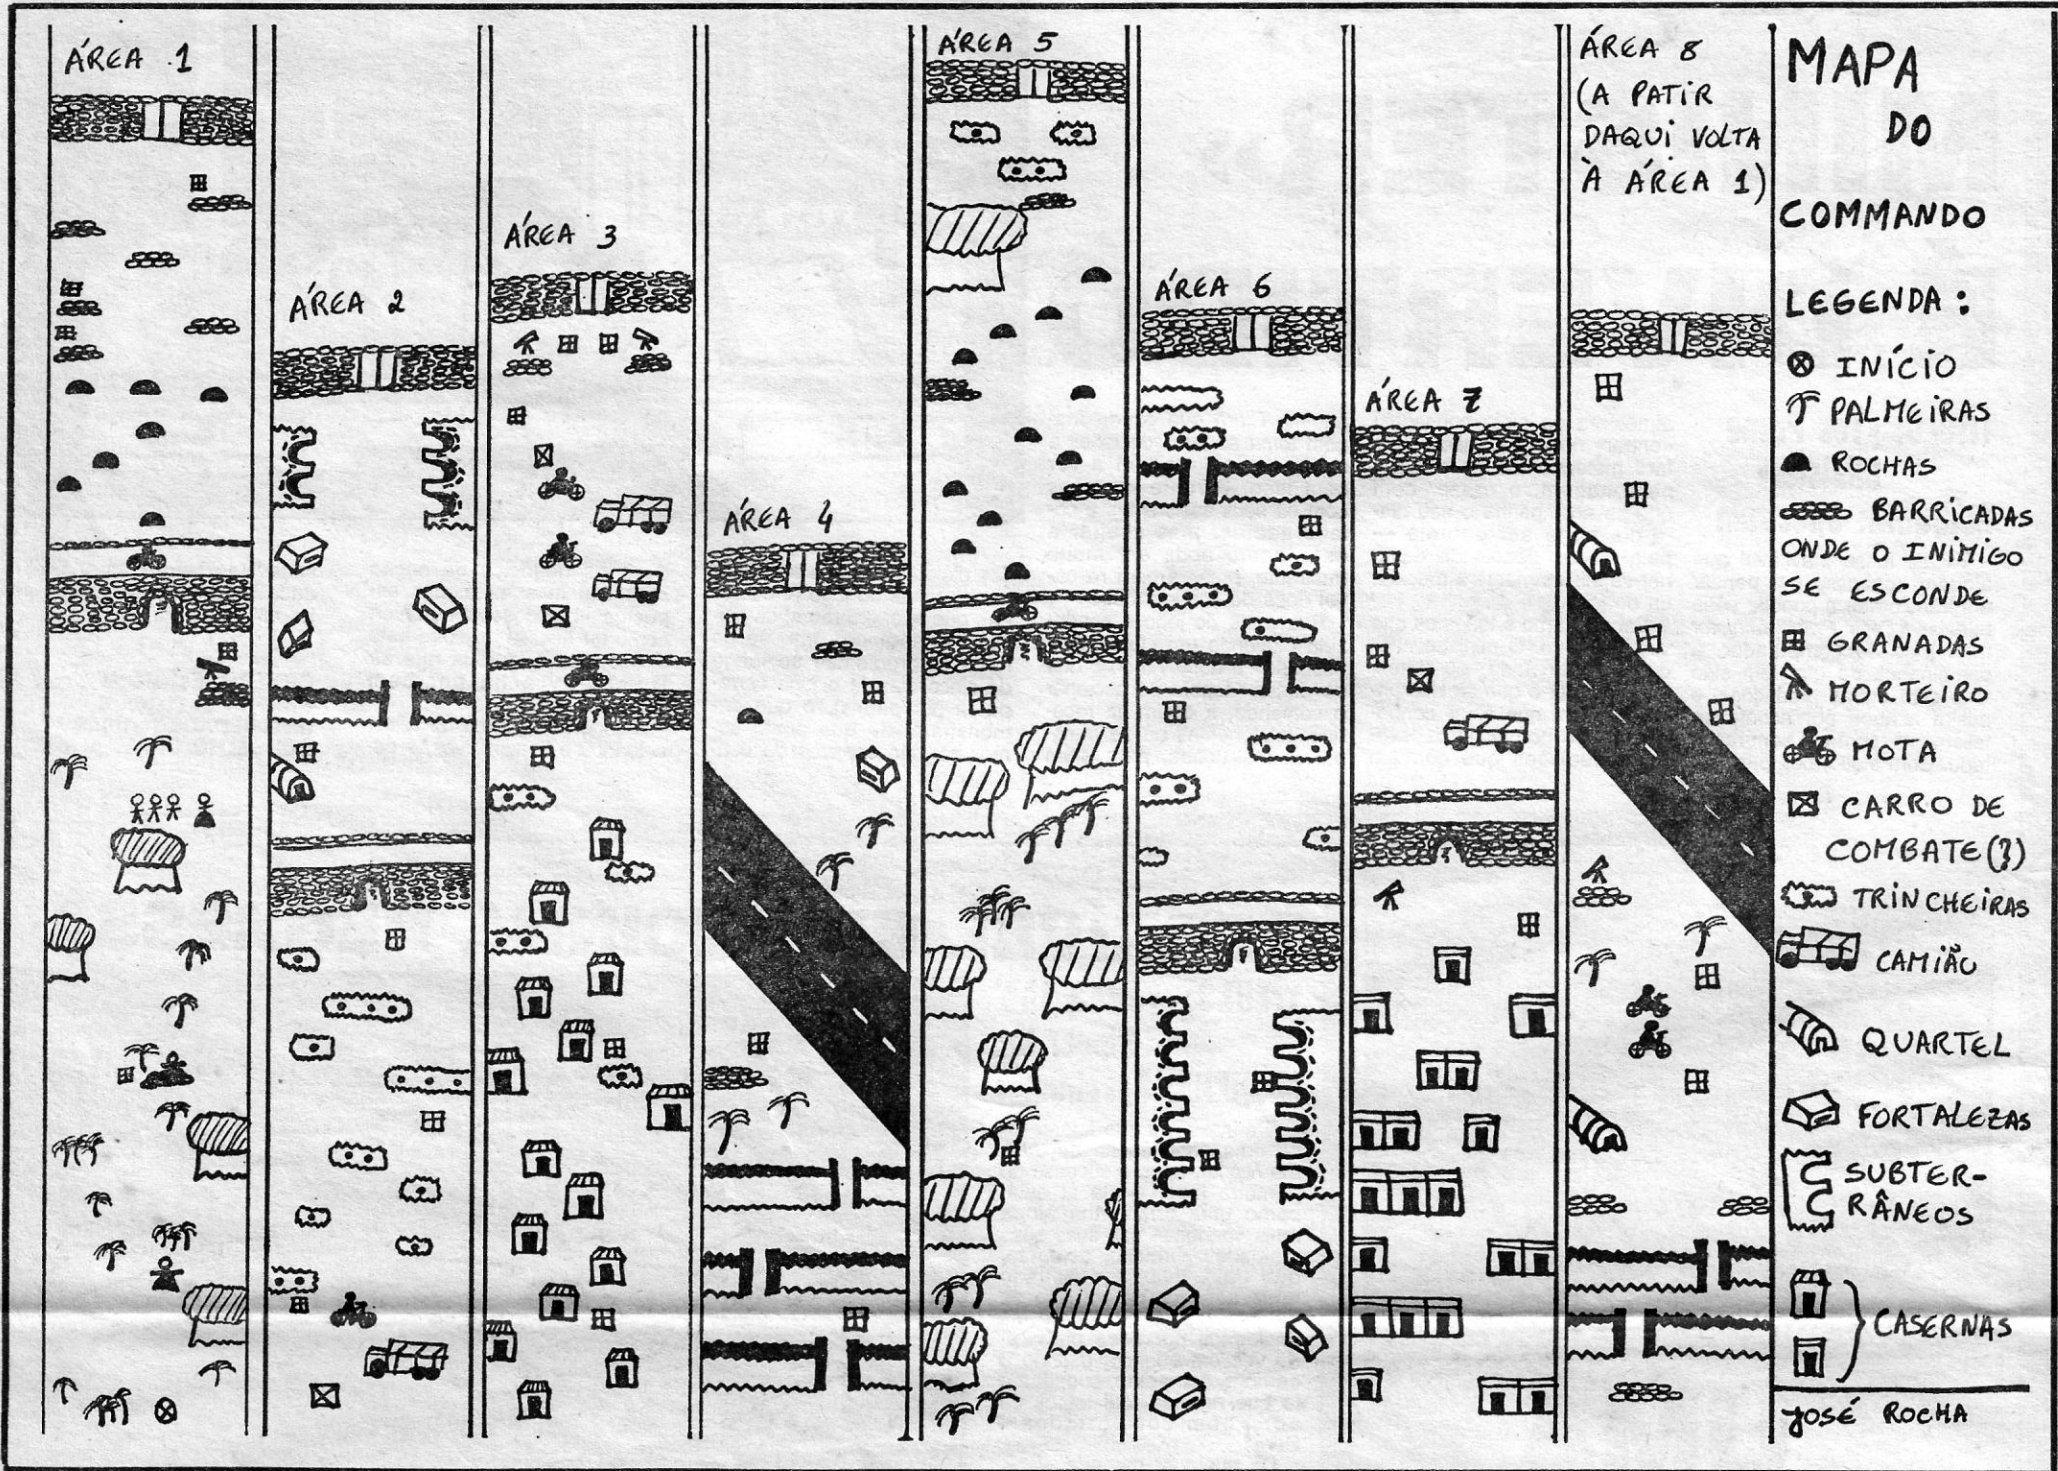 ÁREA 1
ÁREA 2
ÁREA 3
ÁREA 4
ÁREA 5
ÁREA 6
ÁREA 7
ÁREA 8
(A PATIR
DAQUI VOLTA
À ÁREA 1)
MAPA
DO
COMMANDO
LEGENDA:
INÍCIO
PALMEIRAS
ROCHAS
BARRICADAS
ONDE O INIMIGO
SE ESCONDE
GRANADAS
MORTEIRO
MOTA
CARRO DE
COMBATE(?)
TRINCHEIRAS
CAMIÃO
QUARTEL
FORTALEZAS
SUBTER-
RÂNEOS
CASERNAS
JOSÉ ROCHA